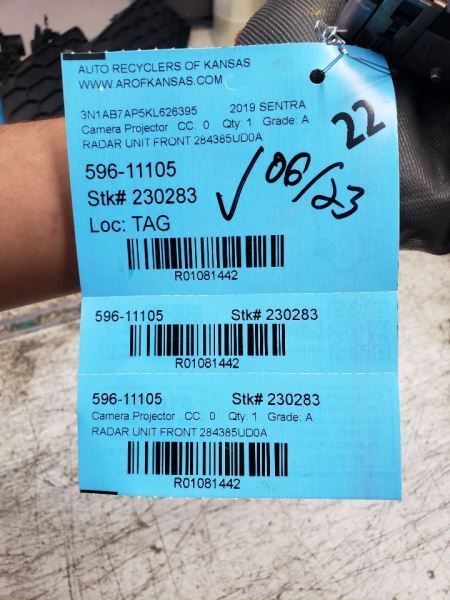 AUTO RECYCLERS OF KANSAS
WWW.AROFKANSAS.COM
3N1AB7AP5KL626395 2019 SENTRA
Camera Projector CC: 0 Qty: 1 Grade: A
RADAR UNIT FRONT 284385UD0A
22
596-11105
Stk# 230283
Loc: TAG
06/23
R01081442
596-11105 Stk# 230283
R01081442
596-11105 Stk# 230283
Camera Projector CC: 0 Qty: 1 Grade: A
RADAR UNIT FRONT 284385UD0A
R01081442